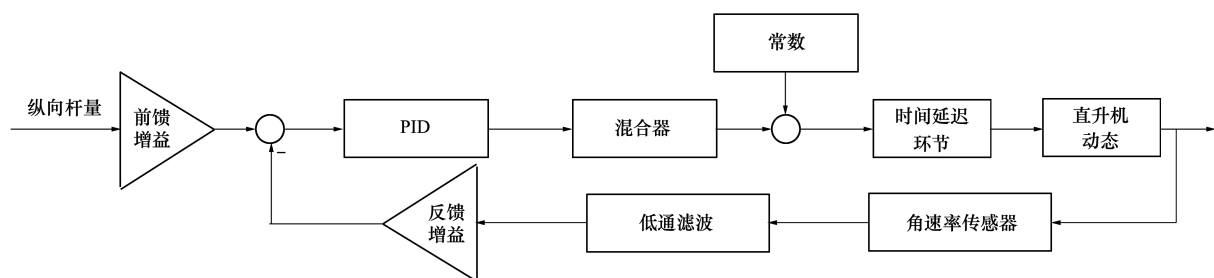 常数
纵向杆量
前馈
增益
PID
混合器
时间延迟
环节
直升机
动态
−
反馈
增益
低通滤波
角速率传感器